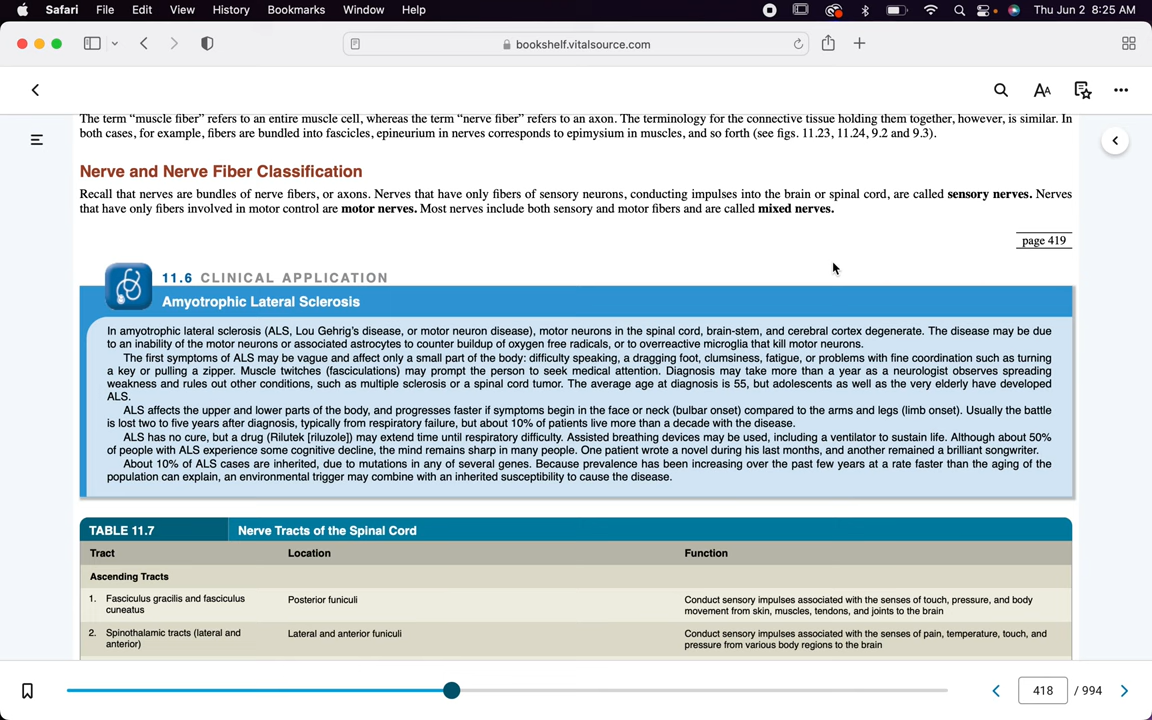 Safari File Edit View History Bookmarks Window Help Thu Jun 2 8:25 AM
bookshelf.vitalsource.com
AA
The term “muscle fiber” refers to an entire muscle cell, whereas the term “nerve fiber” refers to an axon. The terminology for the connective tissue holding them together, however, is similar. In
both cases, for example, fibers are bundled into fascicles, epineurium in nerves corresponds to epimysium in muscles, and so forth (see figs. 11.23, 11.24, 9.2 and 9.3).
Nerve and Nerve Fiber Classification
Recall that nerves are bundles of nerve fibers, or axons. Nerves that have only fibers of sensory neurons, conducting impulses into the brain or spinal cord, are called sensory nerves. Nerves
that have only fibers involved in motor control are motor nerves. Most nerves include both sensory and motor fibers and are called mixed nerves.
page 419
11.6 CLINICAL APPLICATION
Amyotrophic Lateral Sclerosis
In amyotrophic lateral sclerosis (ALS, Lou Gehrig’s disease, or motor neuron disease), motor neurons in the spinal cord, brain-stem, and cerebral cortex degenerate. The disease may be due
to an inability of the motor neurons or associated astrocytes to counter buildup of oxygen free radicals, or to overreactive microglia that kill motor neurons.
The first symptoms of ALS may be vague and affect only a small part of the body: difficulty speaking, a dragging foot, clumsiness, fatigue, or problems with fine coordination such as turning
a key or pulling a zipper. Muscle twitches (fasciculations) may prompt the person to seek medical attention. Diagnosis may take more than a year as a neurologist observes spreading
weakness and rules out other conditions, such as multiple sclerosis or a spinal cord tumor. The average age at diagnosis is 55, but adolescents as well as the very elderly have developed
ALS.
ALS affects the upper and lower parts of the body, and progresses faster if symptoms begin in the face or neck (bulbar onset) compared to the arms and legs (limb onset). Usually the battle
is lost two to five years after diagnosis, typically from respiratory failure, but about 10% of patients live more than a decade with the disease.
ALS has no cure, but a drug (Rilutek [riluzole]) may extend time until respiratory difficulty. Assisted breathing devices may be used, including a ventilator to sustain life. Although about 50%
of people with ALS experience some cognitive decline, the mind remains sharp in many people. One patient wrote a novel during his last months, and another remained a brilliant songwriter.
About 10% of ALS cases are inherited, due to mutations in any of several genes. Because prevalence has been increasing over the past few years at a rate faster than the aging of the
population can explain, an environmental trigger may combine with an inherited susceptibility to cause the disease.
TABLE 11.7 Nerve Tracts of the Spinal Cord
Tract Location Function
Ascending Tracts
1. Fasciculus gracilis and fasciculus Posterior funiculi Conduct sensory impulses associated with the senses of touch, pressure, and body
cuneatus movement from skin, muscles, tendons, and joints to the brain
2. Spinothalamic tracts (lateral and Lateral and anterior funiculi Conduct sensory impulses associated with the senses of pain, temperature, touch, and
anterior) pressure from various body regions to the brain
418 / 994